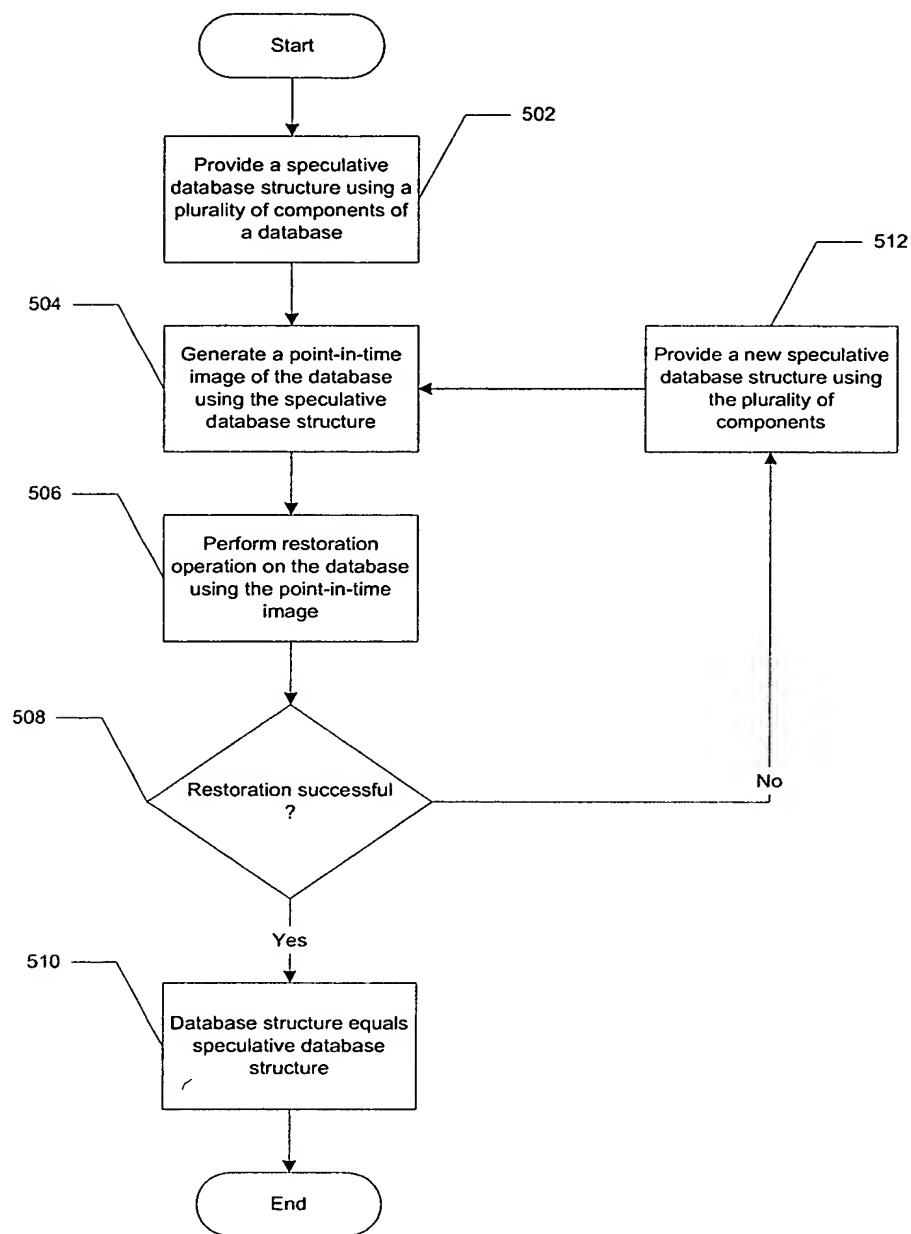 Start
502
Provide a speculative
database structure using a
plurality of components of
a database
512
504
Generate a point-in-time
image of the database
using the speculative
database structure
Provide a new speculative
database structure using
the plurality of
components
506
Perform restoration
operation on the database
using the point-in-time
image
508
Restoration successful
?
No
Yes
510
Database structure equals
speculative database
structure
End